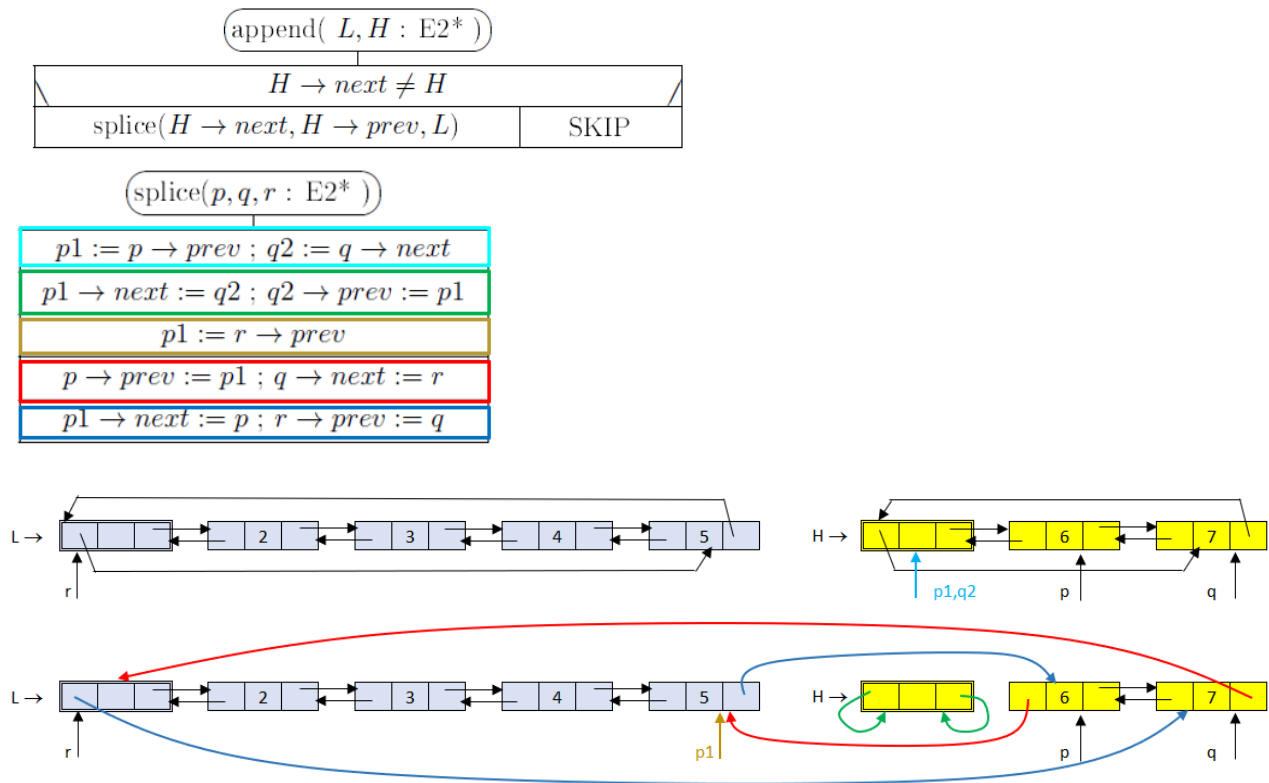 append( L, H : E2* )
H → next ≠ H
splice(H → next, H → prev, L) SKIP
splice(p, q, r : E2* )
p1 := p → prev ; q2 := q → next
p1 → next := q2 ; q2 → prev := p1
p1 := r → prev
p → prev := p1 ; q → next := r
p1 → next := p ; r → prev := q
L → 2 3 4 5 H → 6 7
r p1,q2 p q
L → 2 3 4 5 H → 6 7
r p1 p q